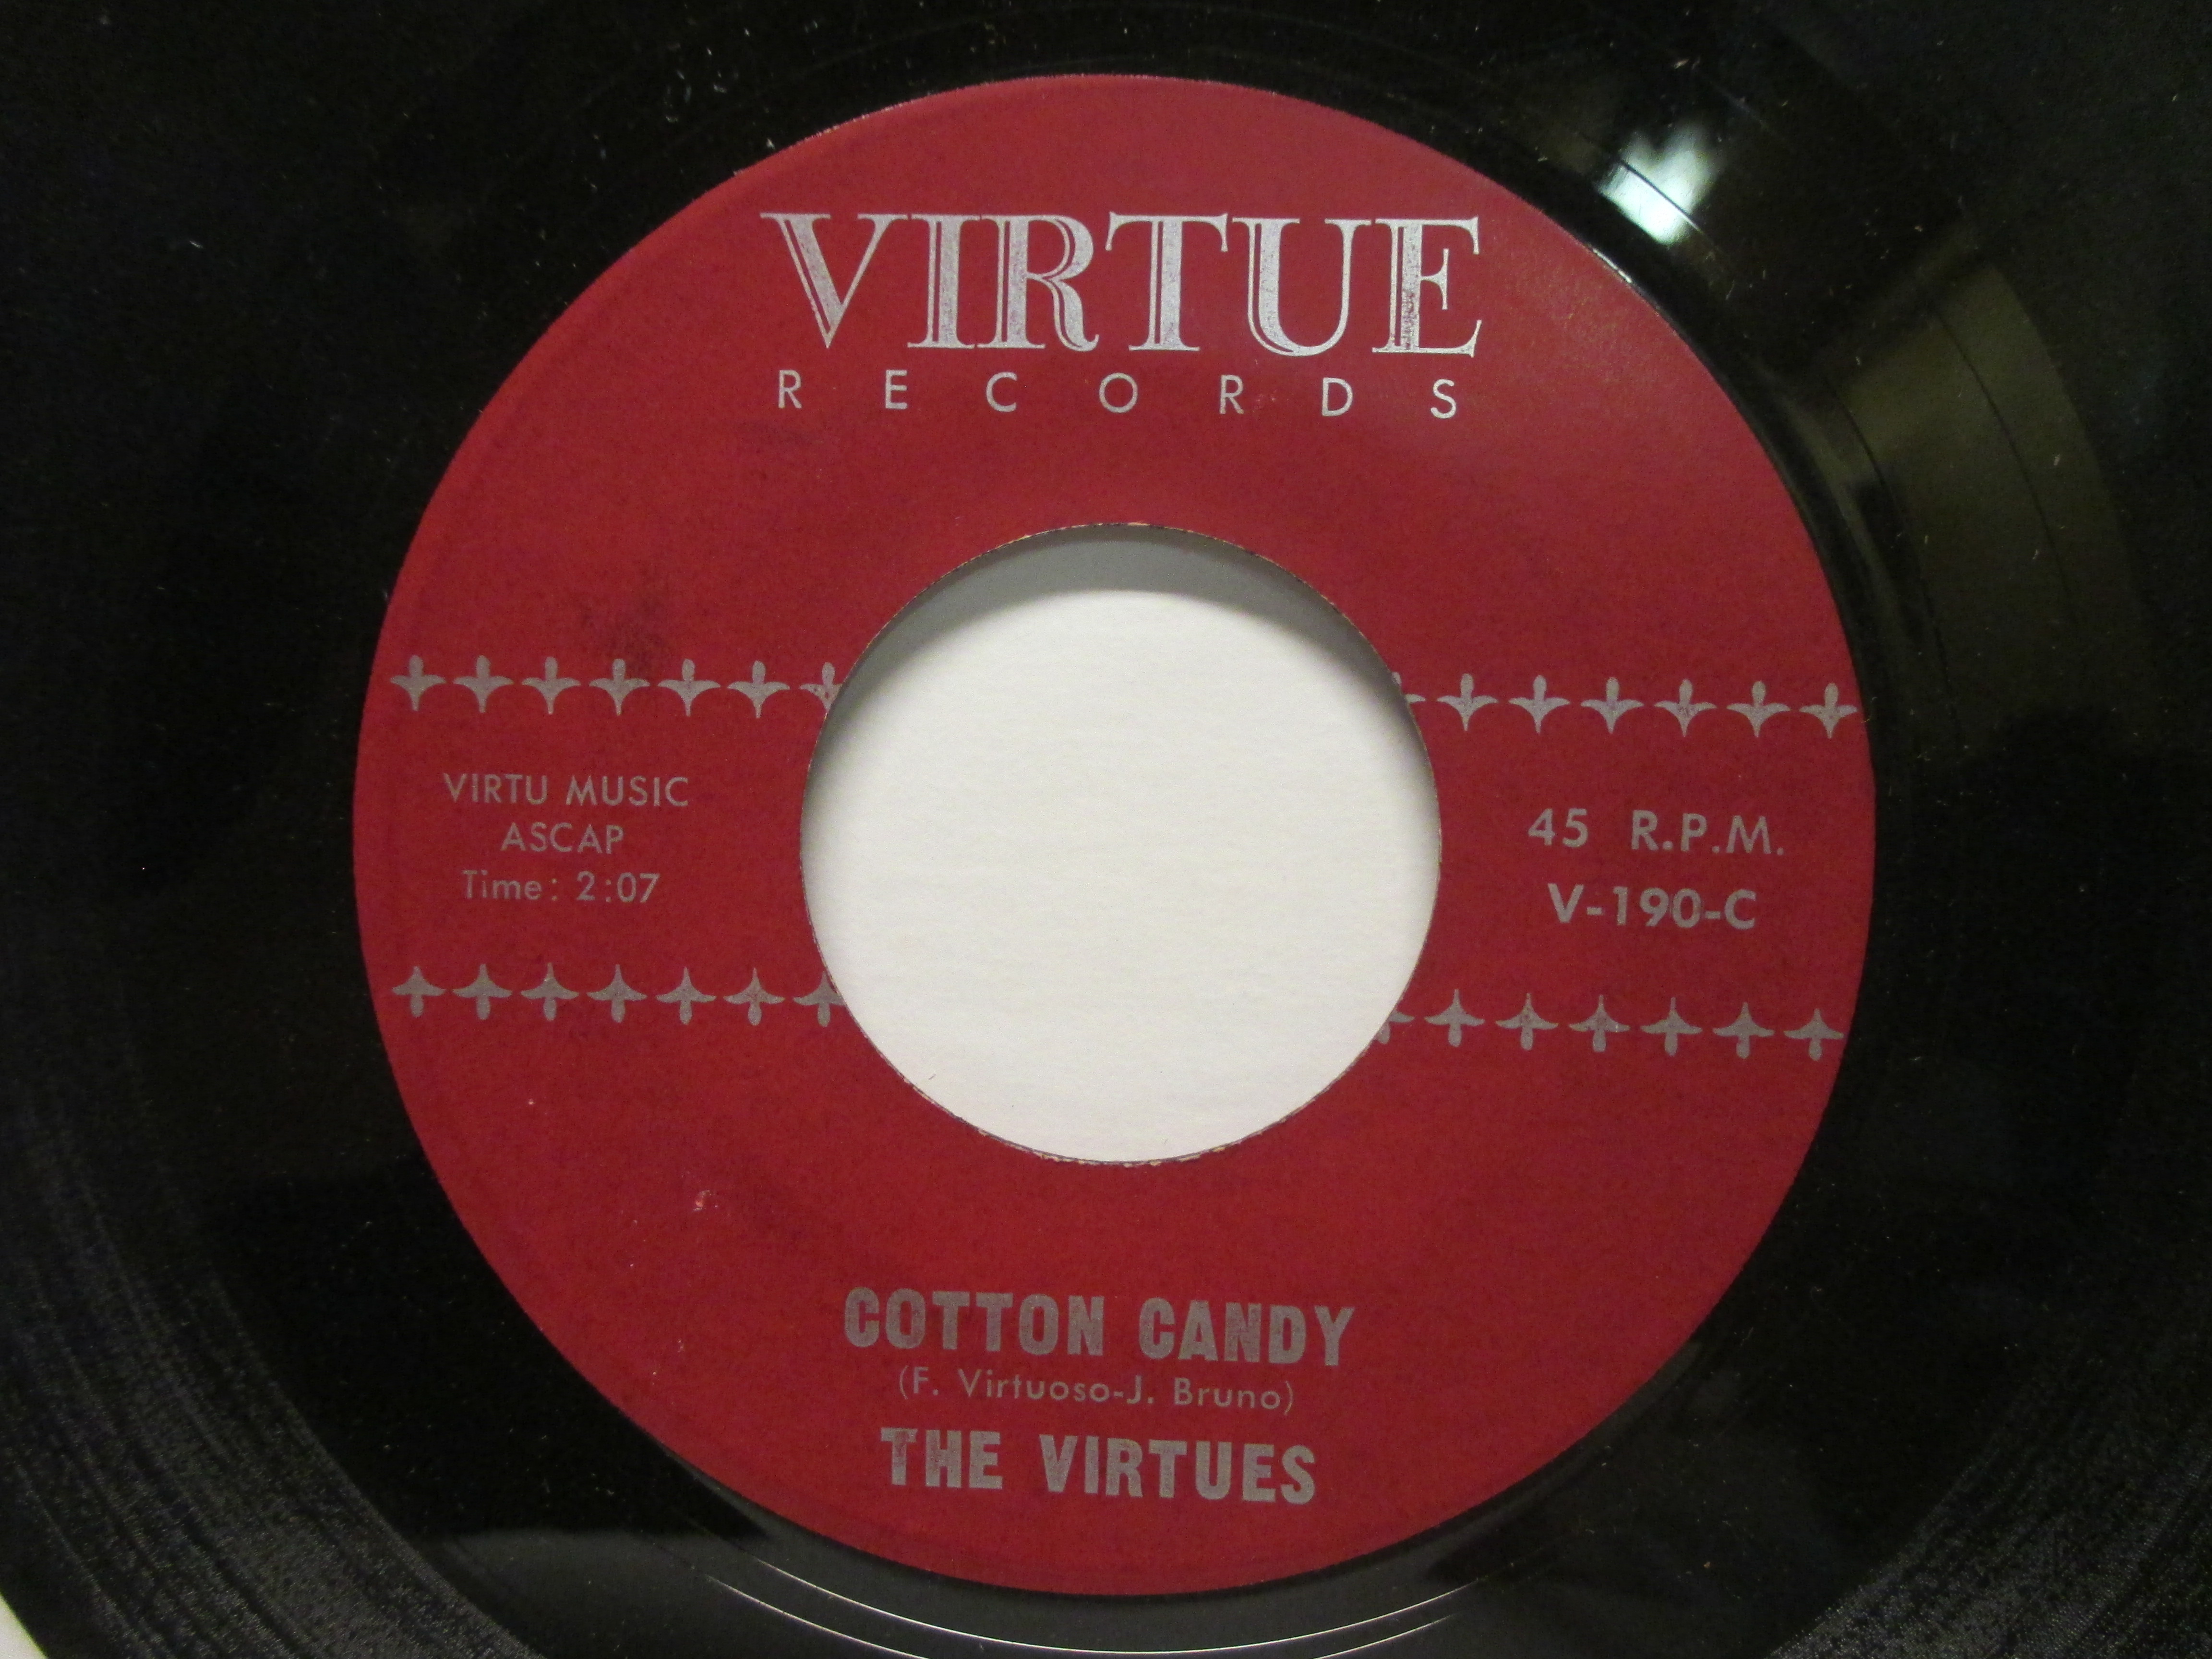 VIRTUE
RECORDS
VIRTU MUSIC
ASCAP
Time: 2:07
45 R.P.M.
V-190-C
COTTON CANDY
(F. Virtuoso-J. Bruno)
THE VIRTUES